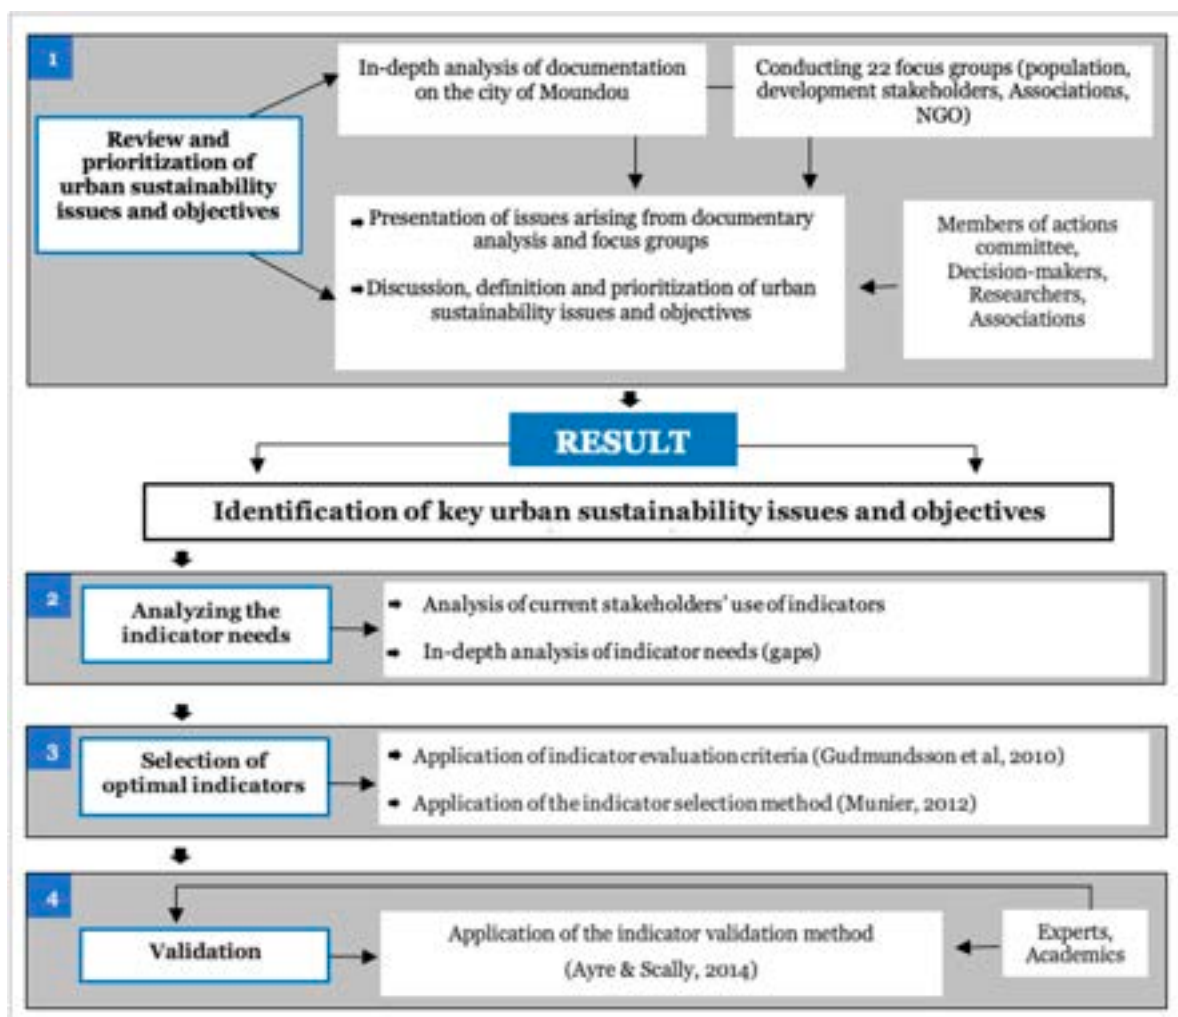 1
In-depth analysis of documentation
on the city of Moundou
Conducting 22 focus groups (population,
development stakeholders, Associations,
NGO)
Review and
prioritization of
urban sustainability
issues and objectives
Presentation of issues arising from documentary
analysis and focus groups
Discussion, definition and prioritization of urban
sustainability issues and objectives
Members of actions
committee,
Decision-makers,
Researchers,
Associations
RESULT
Identification of key urban sustainability issues and objectives
2
Analyzing the
indicator needs
Analysis of current stakeholders' use of indicators
In-depth analysis of indicator needs (gaps)
3
Selection of
optimal indicators
Application of indicator evaluation criteria (Gudmundsson et al, 2010)
Application of the indicator selection method (Munier, 2012)
4
Validation
Application of the indicator validation method
(Ayre & Scally, 2014)
Experts,
Academics